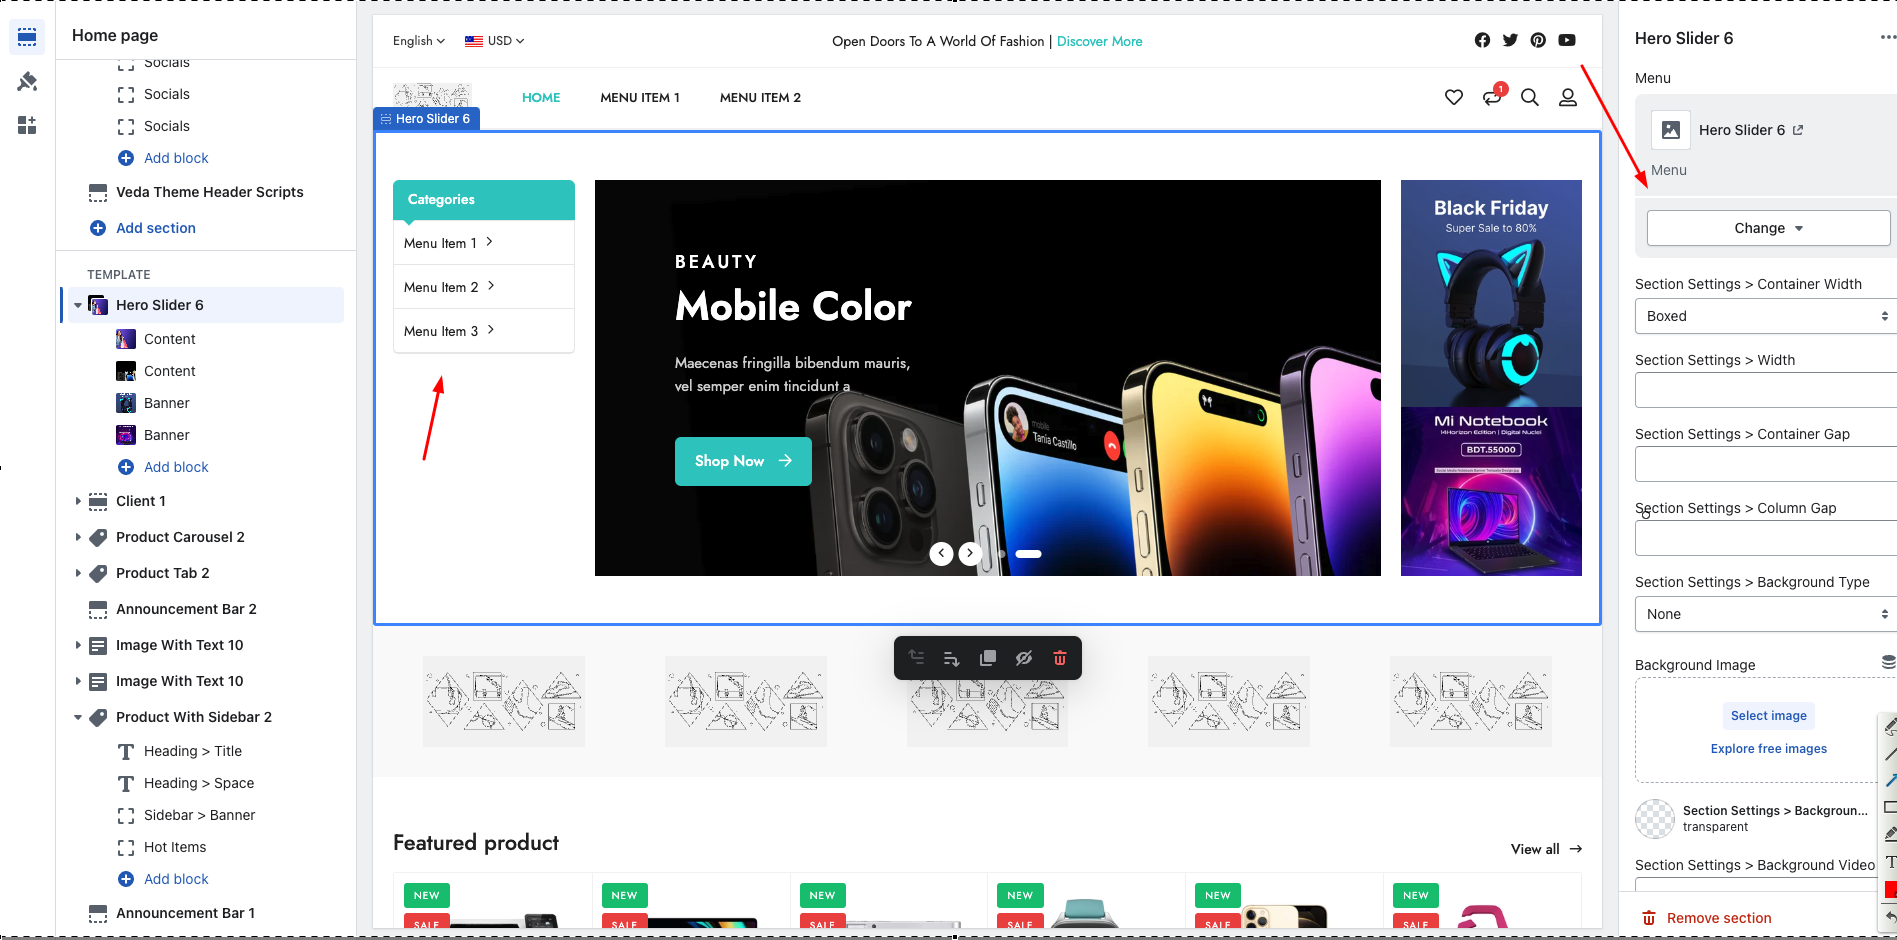 Home page
Socials
Socials
Socials
Add block
Veda Theme Header Scripts
Add section
TEMPLATE
Hero Slider 6
Content
Content
Banner
Banner
Add block
Client 1
Product Carousel 2
Product Tab 2
Announcement Bar 2
Image With Text 10
Image With Text 10
Product With Sidebar 2
Heading > Title
Heading > Space
Sidebar > Banner
Hot Items
Add block
Announcement Bar 1
English
USD
Open Doors To A World Of Fashion | Discover More
HOME
MENU ITEM 1
MENU ITEM 2
1
Hero Slider 6
Categories
Menu Item 1
Menu Item 2
Menu Item 3
BEAUTY
Mobile Color
Maecenas fringilla bibendum mauris,
vel semper enim tincidunt a
Shop Now
mobile
Tania Castillo
Black Friday
Super Sale to 80%
Mi Notebook
MiHorizon Edition | Digital Nuclei
BDT.55000
Featured product
View all
NEW
SALE
NEW
SALE
NEW
SALE
NEW
SALE
NEW
SALE
NEW
SALE
Hero Slider 6
Menu
Hero Slider 6
Menu
Change
Section Settings > Container Width
Boxed
Section Settings > Width
Section Settings > Container Gap
Section Settings > Column Gap
Section Settings > Background Type
None
Background Image
Select image
Explore free images
Section Settings > Backgroun...
transparent
Section Settings > Background Video
Remove section
T